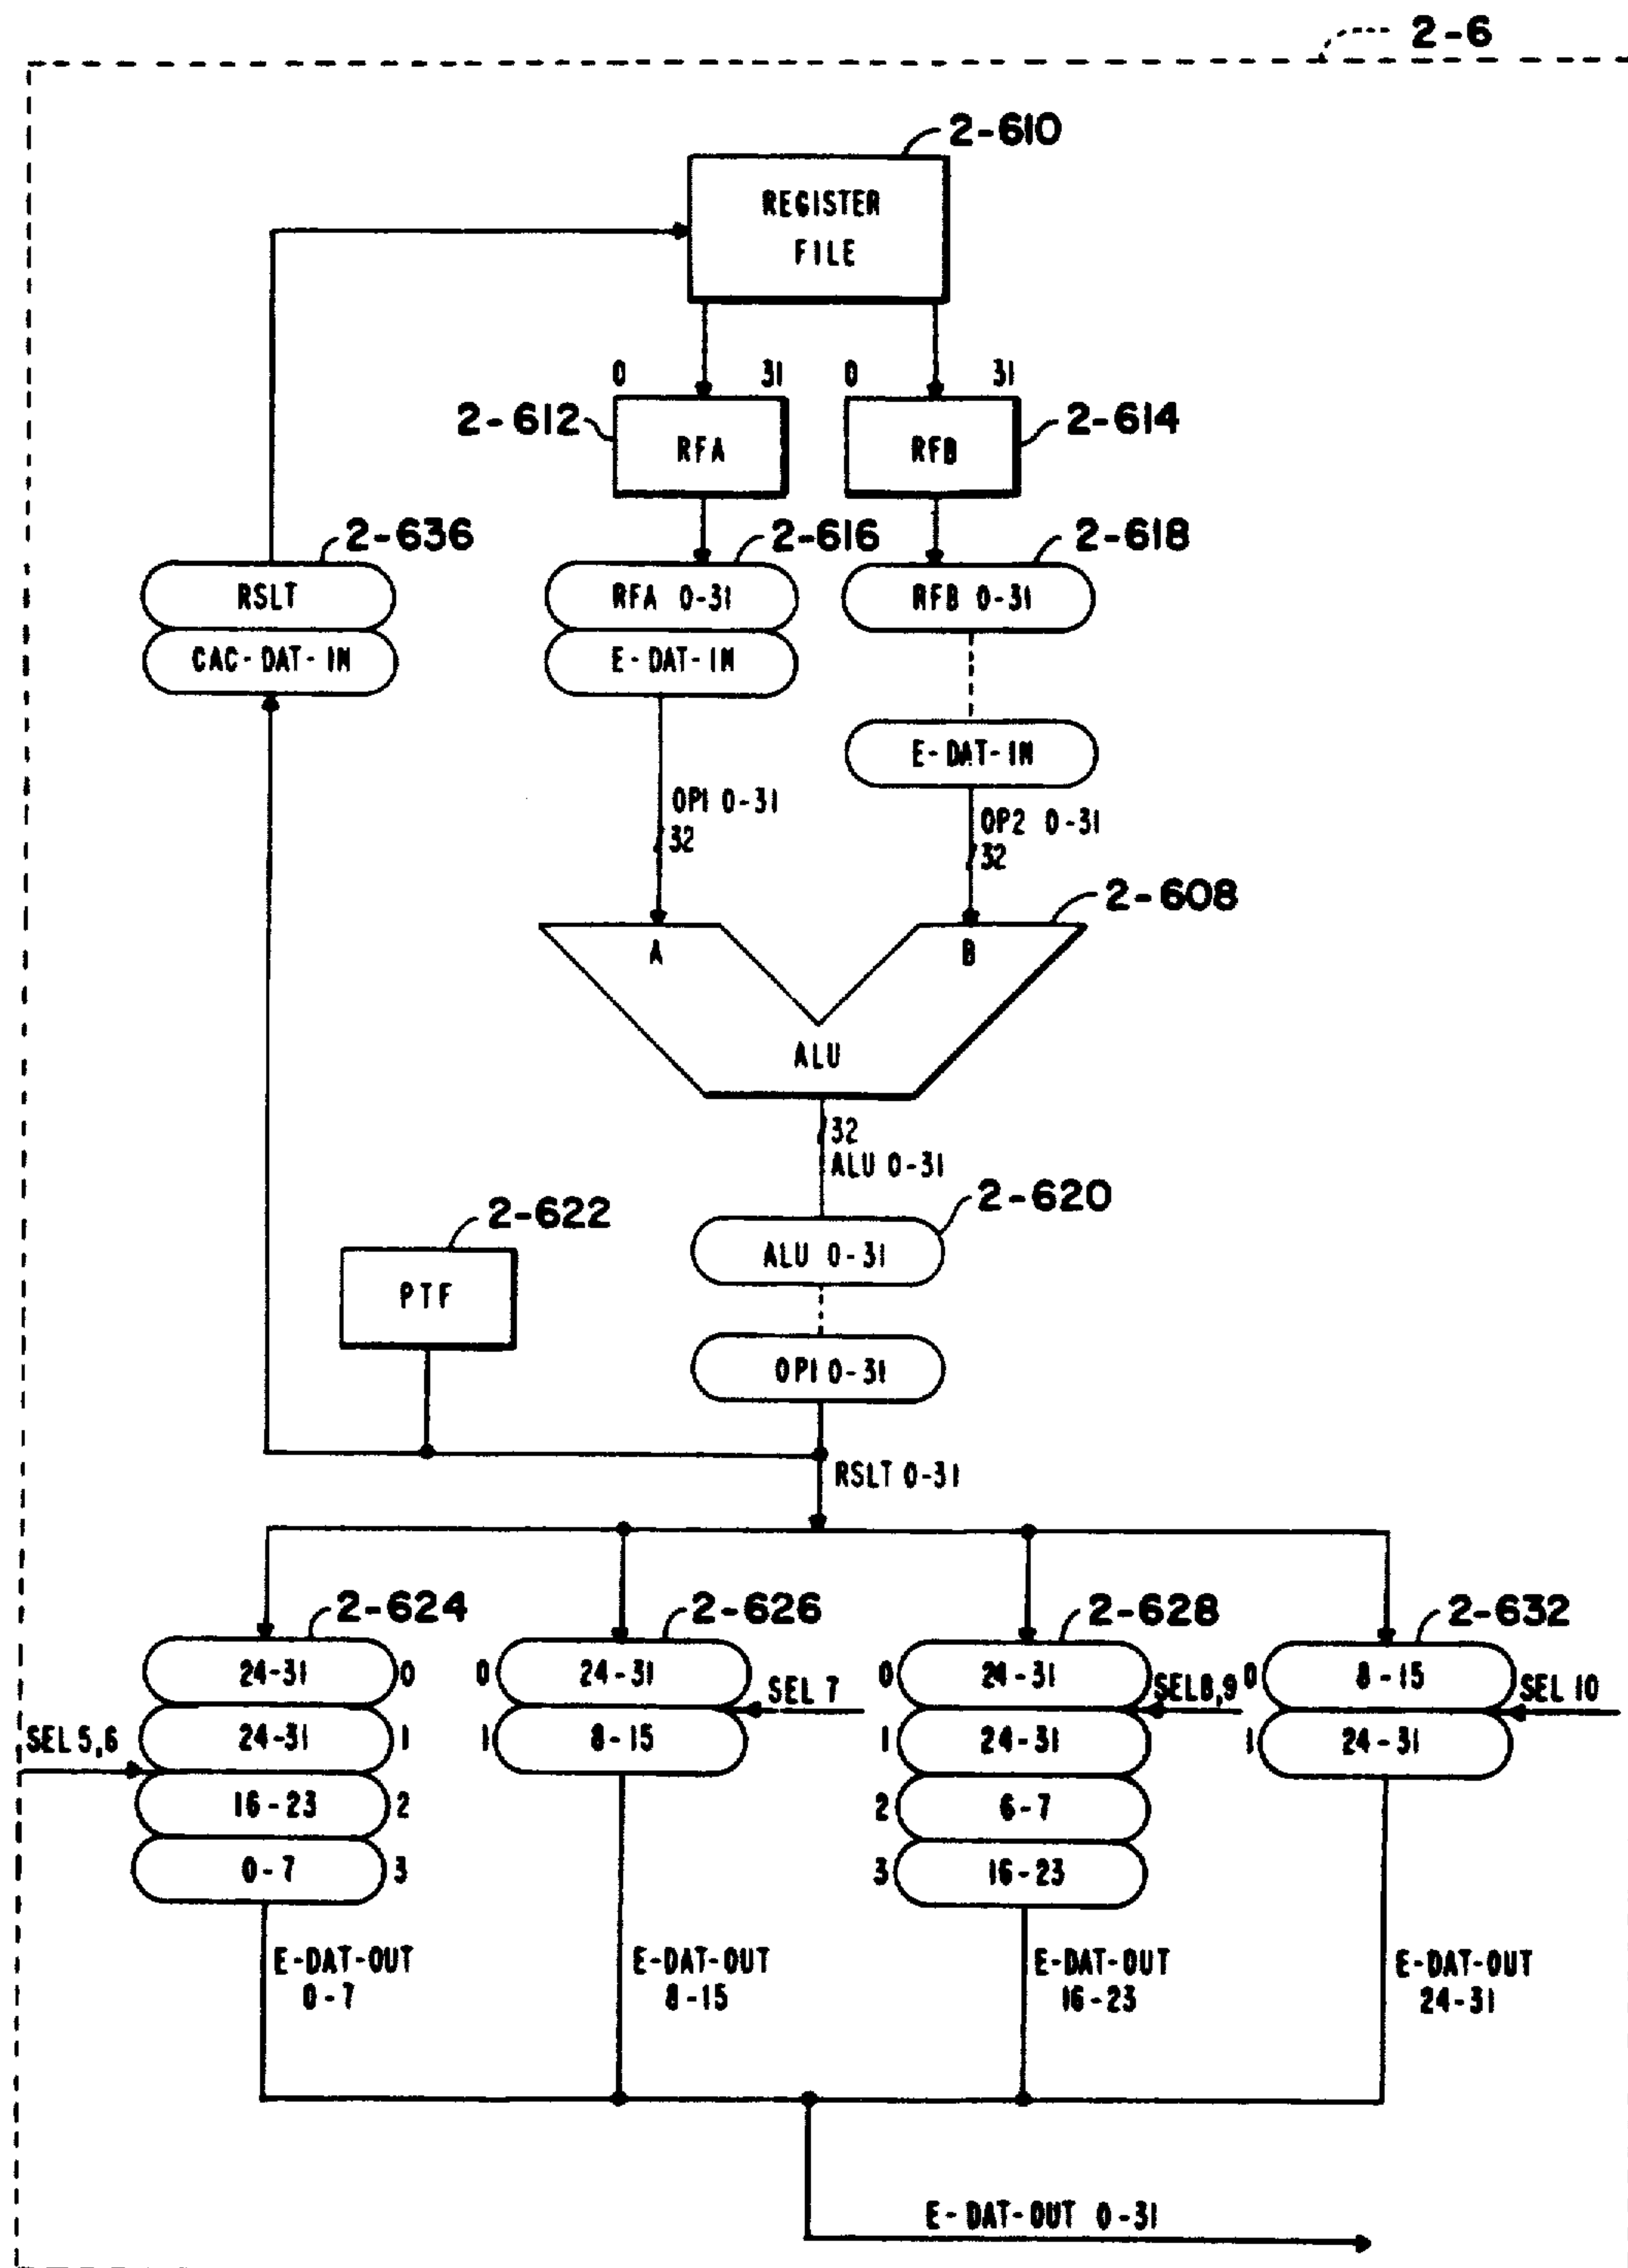 2-6
2-610
REGISTER
FILE
0 31 0 31
2-612 RFA RFB 2-614
2-636 2-616 2-618
RSLT RFA 0-31 RFB 0-31
CAC-DAT-IN E-DAT-IN
E-DAT-IN
OP1 0-31
32
OP2 0-31
32
2-608
A B
ALU
32
ALU 0-31
2-622 2-620
PTF ALU 0-31
OP1 0-31
RSLT 0-31
2-624 2-626 2-628 2-632
24-31 0 0 24-31 0 24-31 0 8-15
SEL 7 SEL8,9 SEL 10
SEL 5,6 24-31 1 1 8-15 1 24-31 1 24-31
16-23 2 2 6-7
0-7 3 3 16-23
E-DAT-OUT E-DAT-OUT E-DAT-OUT E-DAT-OUT
0-7 8-15 16-23 24-31
E-DAT-OUT 0-31